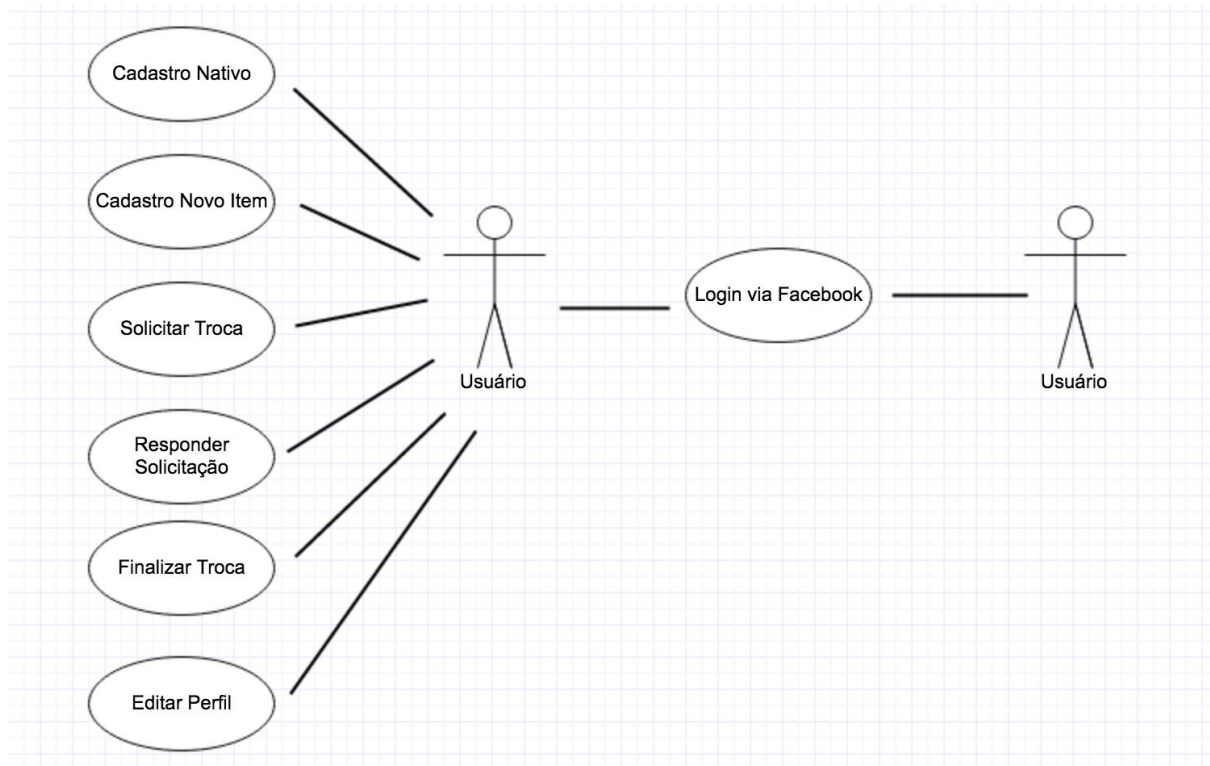 Cadastro Nativo
Cadastro Novo Item
Solicitar Troca
Responder
Solicitação
Finalizar Troca
Editar Perfil
Usuário
Login via Facebook
Usuário